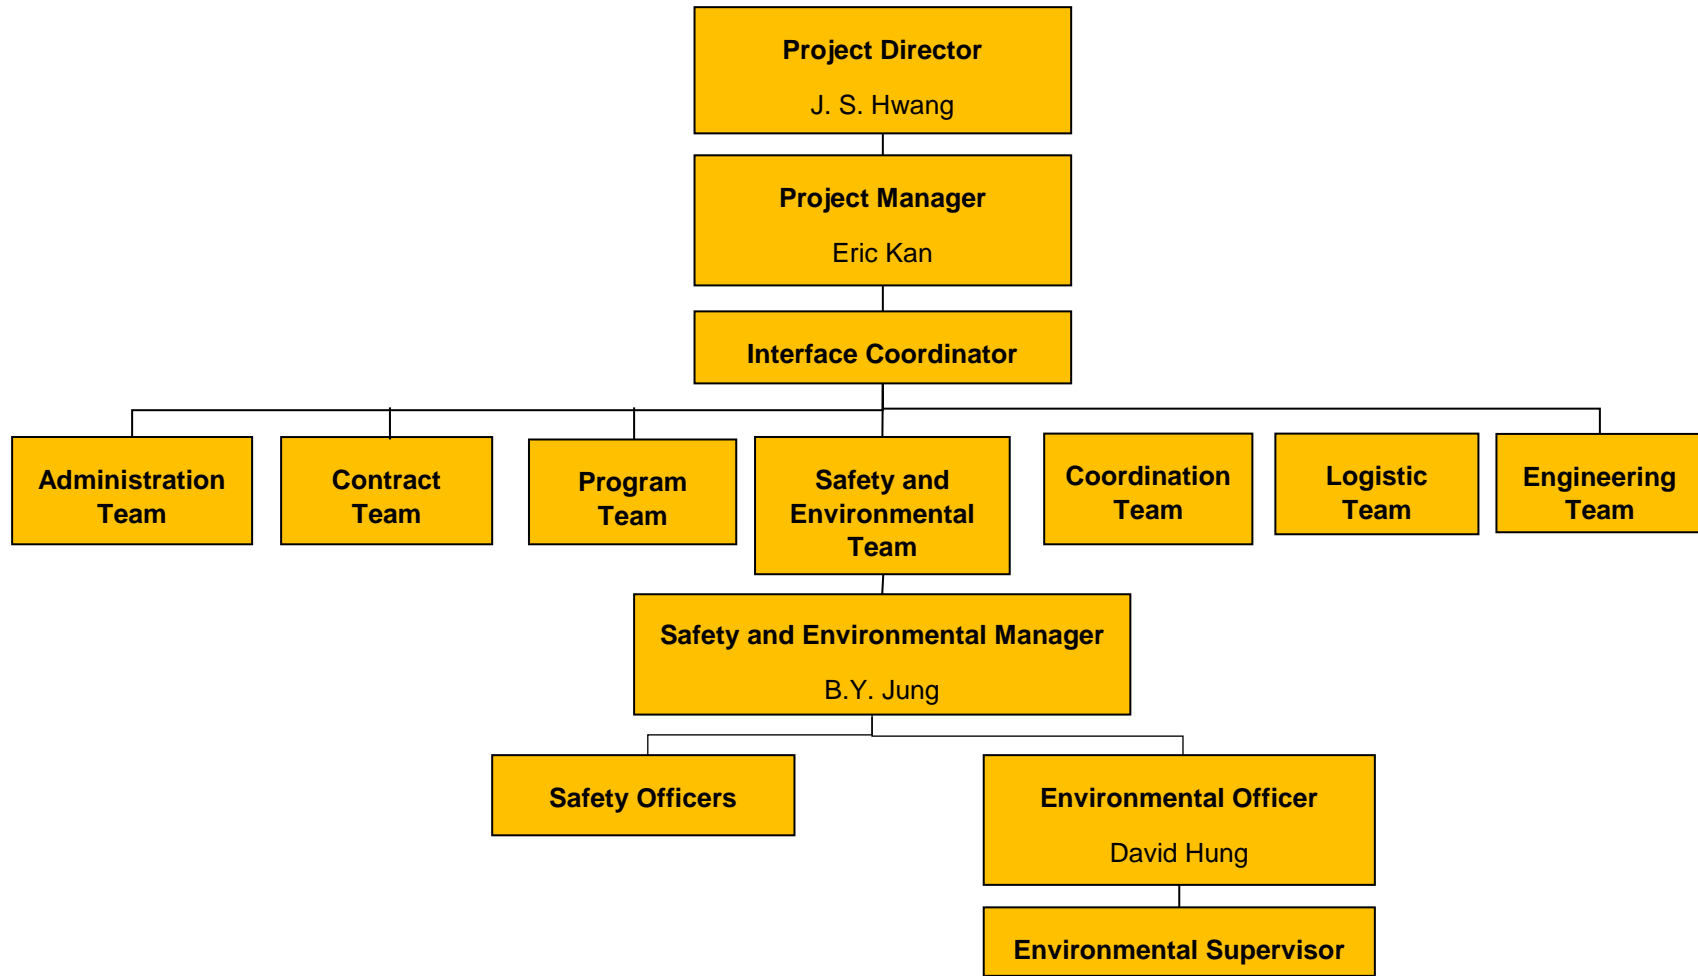 Project Director
J. S. Hwang
Project Manager
Eric Kan
Interface Coordinator
Administration
Team
Contract
Team
Program
Team
Safety and
Environmental
Team
Coordination
Team
Logistic
Team
Engineering
Team
Safety and Environmental Manager
B.Y. Jung
Safety Officers
Environmental Officer
David Hung
Environmental Supervisor